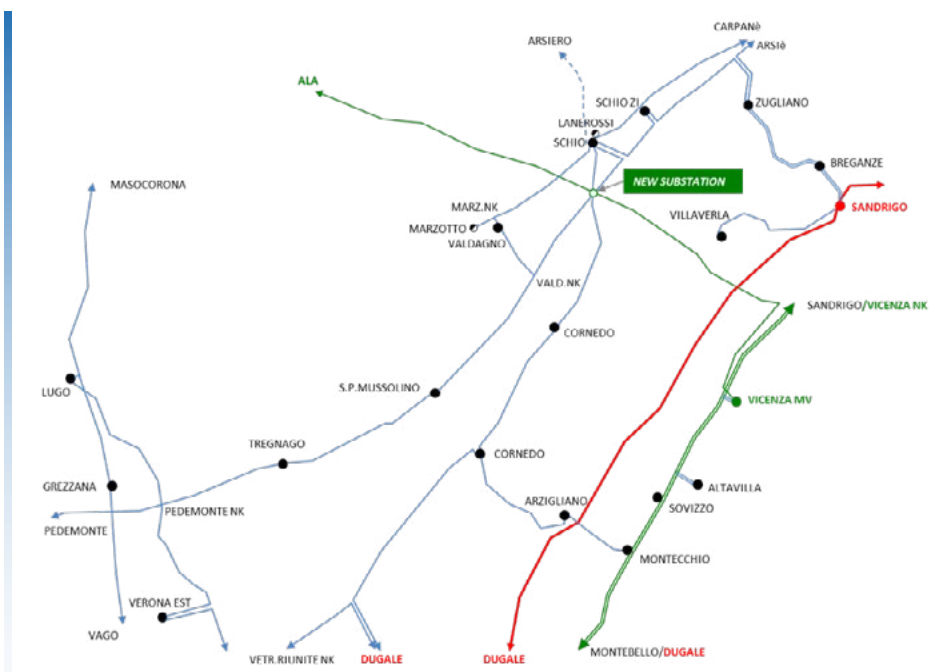 CARPANè
ARSIERO
ARSIè
ALA
SCHIO ZI
ZUGLIANO
LANEROSSI
SCHIO
BREGANZE
MASOCORONA
NEW SUBSTATION
MARZ.NK
VILLAVERLA
SANDRIGO
MARZOTTO
VALDAGNO
VALD.NK
SANDRIGO/VICENZA NK
CORNEDO
LUGO
S.P.MUSSOLINO
VICENZA MV
TREGNAGO
CORNEDO
GREZZANA
ALTAVILLA
ARZIGLIANO
SOVIZZO
PEDEMONTE NK
PEDEMONTE
MONTECCHIO
VERONA EST
VAGO
VETR.RIUNITE NK
DUGALE
DUGALE
MONTEBELLO/DUGALE